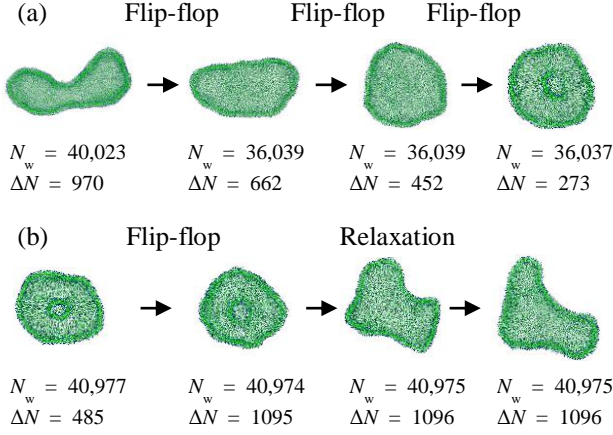 (a) Flip-flop Flip-flop Flip-flop
N_w = 40,023 N_w = 36,039 N_w = 36,039 N_w = 36,037
ΔN = 970 ΔN = 662 ΔN = 452 ΔN = 273
(b) Flip-flop Relaxation
N_w = 40,977 N_w = 40,974 N_w = 40,975 N_w = 40,975
ΔN = 485 ΔN = 1095 ΔN = 1096 ΔN = 1096